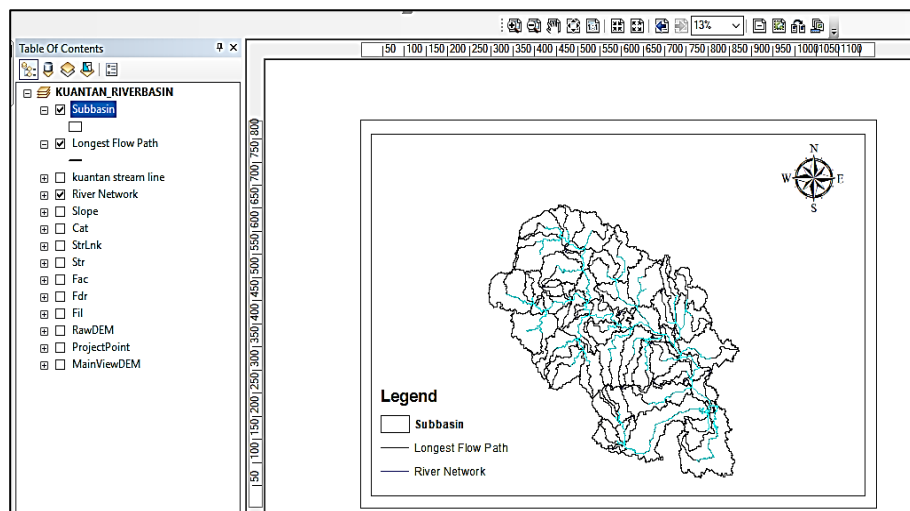 13%
Table Of Contents
50 100 150 200 250 300 350 400 450 500 550 600 650 700 750 800 850 900 950 1000 1050 1100
KUANTAN_RIVERBASIN
Subbasin
Longest Flow Path
kuantan stream line
River Network
Slope
Cat
StrLnk
Str
Fac
Fdr
Fil
RawDEM
ProjectPoint
MainViewDEM
800
750
700
650
600
550
500
450
400
350
300
250
200
150
100
50
N
W E
S
Legend
Subbasin
Longest Flow Path
River Network